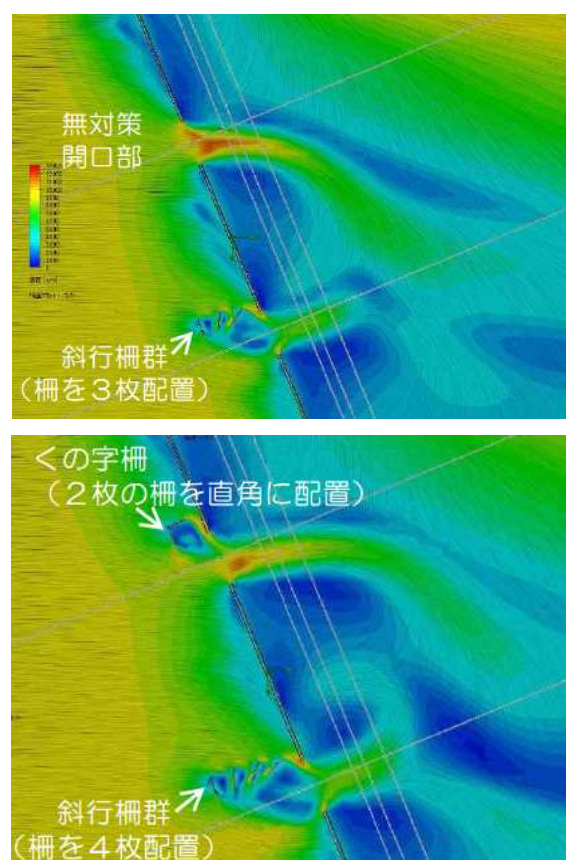 無対策
開口部
斜行柵群
（柵を３枚配置）
くの字柵
（２枚の柵を直角に配置）
斜行柵群
（柵を４枚配置）